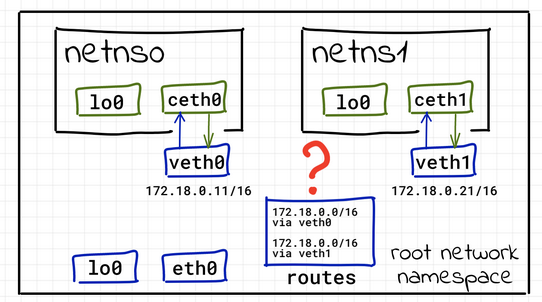 netns0
netns1
lo0
ceth0
lo0
ceth1
veth0
?
veth1
172.18.0.11/16
172.18.0.21/16
172.18.0.0/16
via veth0
172.18.0.0/16
via veth1
lo0
eth0
routes
root network
namespace